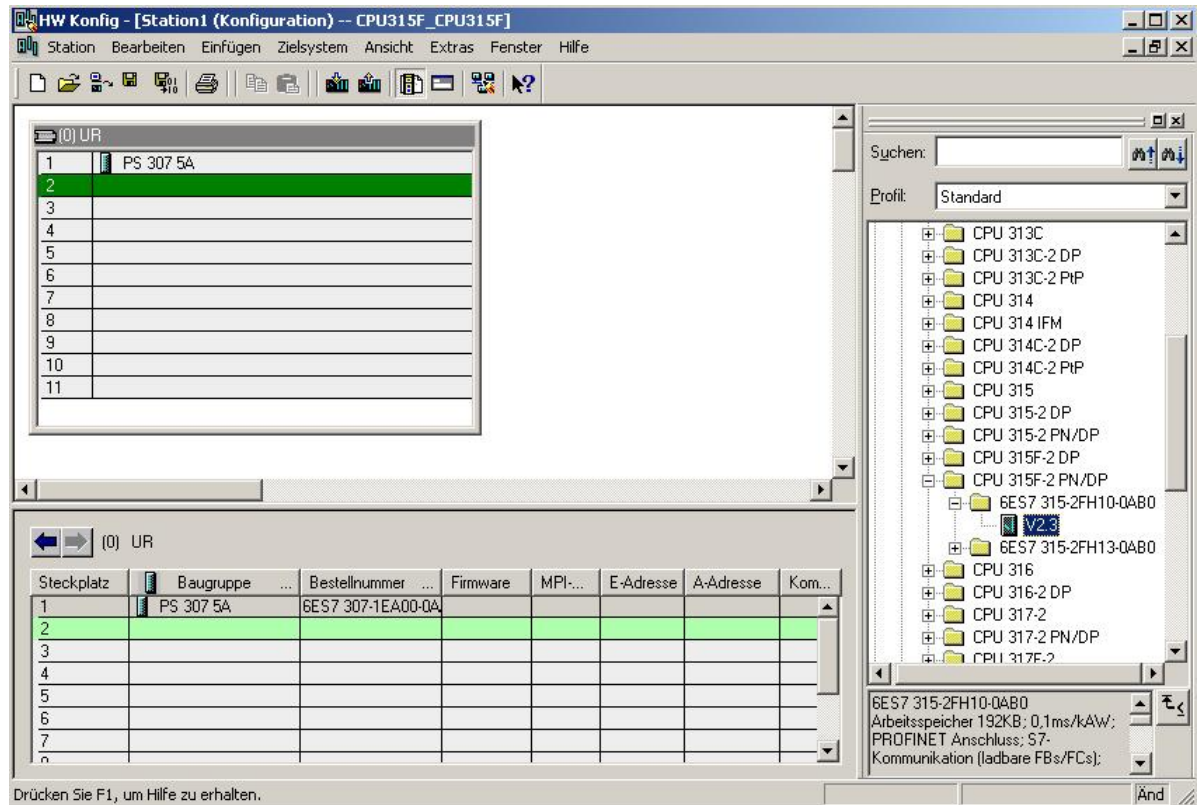 HW Konfig - [Station1 (Konfiguration) -- CPU315F_CPU315F]
Station Bearbeiten Einfügen Zielsystem Ansicht Extras Fenster Hilfe
(0) UR
1 PS 307 5A
2
3
4
5
6
7
8
9
10
11
Suchen:
Profil: Standard
CPU 313C
CPU 313C-2 DP
CPU 313C-2 PtP
CPU 314
CPU 314 IFM
CPU 314C-2 DP
CPU 314C-2 PtP
CPU 315
CPU 315-2 DP
CPU 315-2 PN/DP
CPU 315F-2 DP
CPU 315F-2 PN/DP
6ES7 315-2FH10-0AB0
V2.3
6ES7 315-2FH13-0AB0
CPU 316
CPU 316-2 DP
CPU 317-2
CPU 317-2 PN/DP
CPU 317F-2
(0) UR
Steckplatz Baugruppe ... Bestellnummer ... Firmware MPI-... E-Adresse A-Adresse Kom...
1 PS 307 5A 6ES7 307-1EA00-0A
2
3
4
5
6
7
6ES7 315-2FH10-0AB0
Arbeitsspeicher 192KB; 0,1ms/kAW;
PROFINET Anschluss; S7-
Kommunikation (ladbare FBs/FCs);
Drücken Sie F1, um Hilfe zu erhalten.
Änd